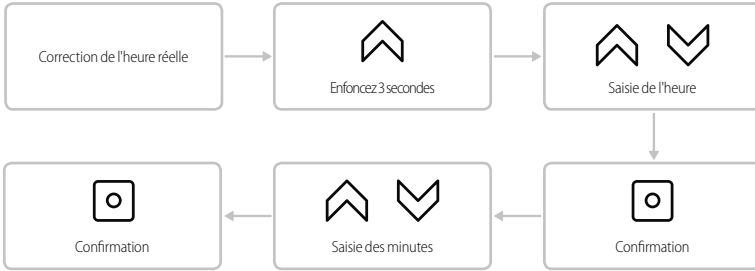 Correction de l'heure réelle
Enfoncez 3 secondes
Saisie de l'heure
Confirmation
Saisie des minutes
Confirmation